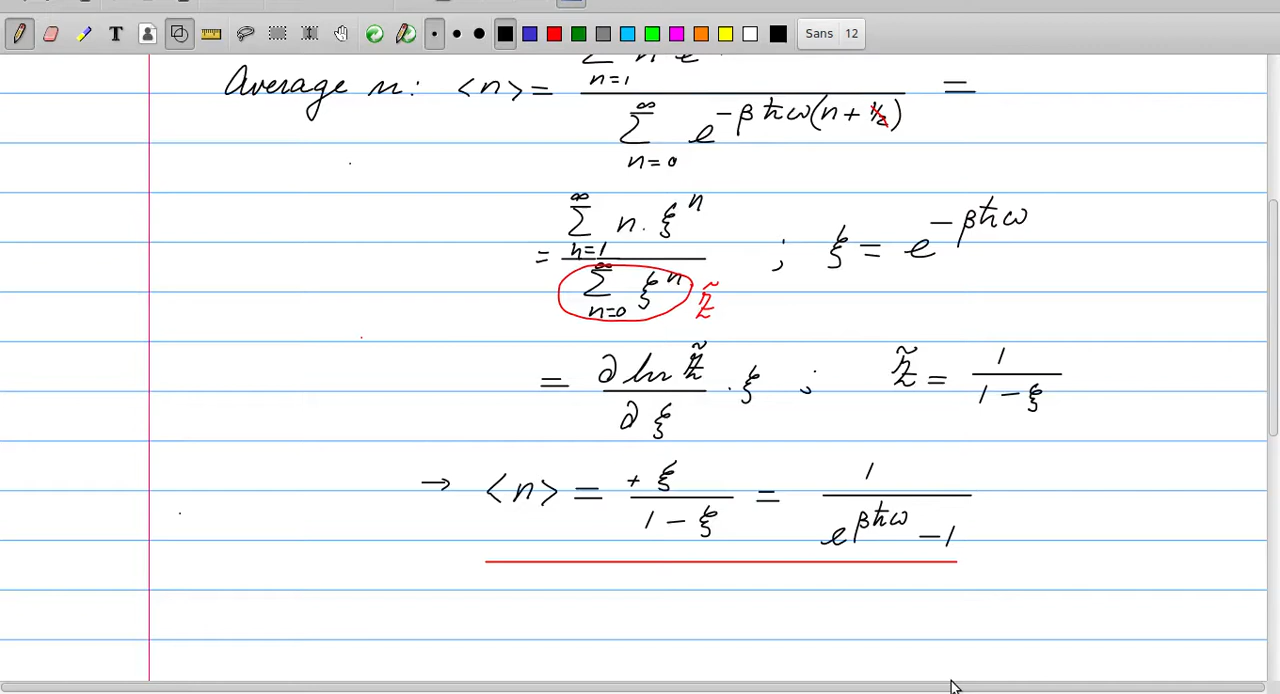 Sans 12
Σ n e
n=1
Average n: <n> = ——— =
∞
Σ e^{-βħω(n + 1/2)}
n=0
= (∞ Σ n=1 n · ξ^n) / (∞ Σ n=0 ξ^n) Z̃ ; ξ = e^{-βħω}
= ∂ ln Z̃ / ∂ξ · ξ ; Z̃ = 1 / (1 - ξ)
→ <n> = +ξ / (1 - ξ) = 1 / (e^{βħω} - 1)